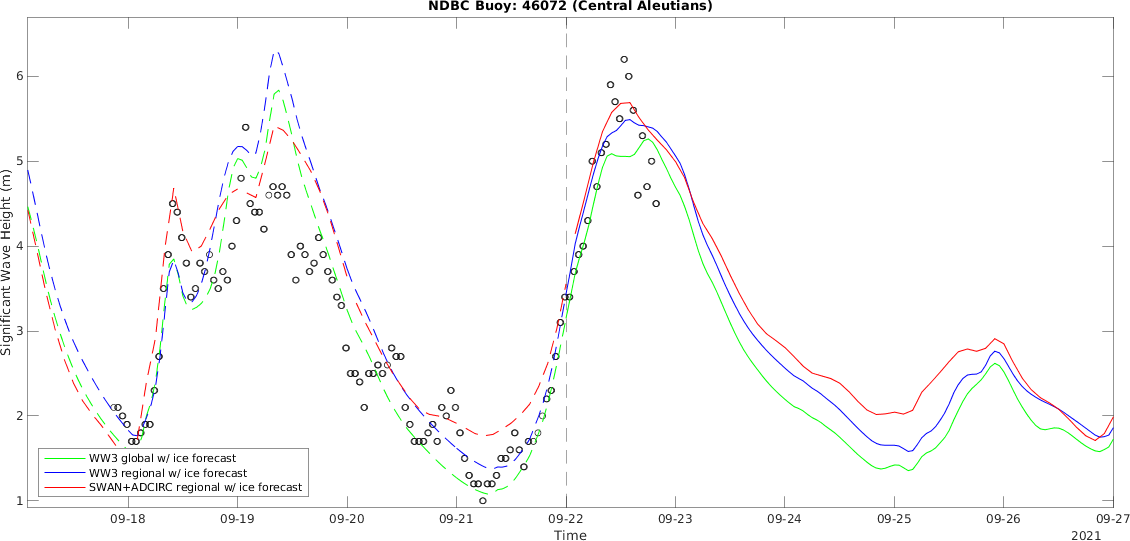 NDBC Buoy: 46072 (Central Aleutians)
Significant Wave Height (m)
6
5
4
3
2
1
WW3 global w/ ice forecast
WW3 regional w/ ice forecast
SWAN+ADCIRC regional w/ ice forecast
09-18 09-19 09-20 09-21 09-22 09-23 09-24 09-25 09-26 09-27
Time
2021